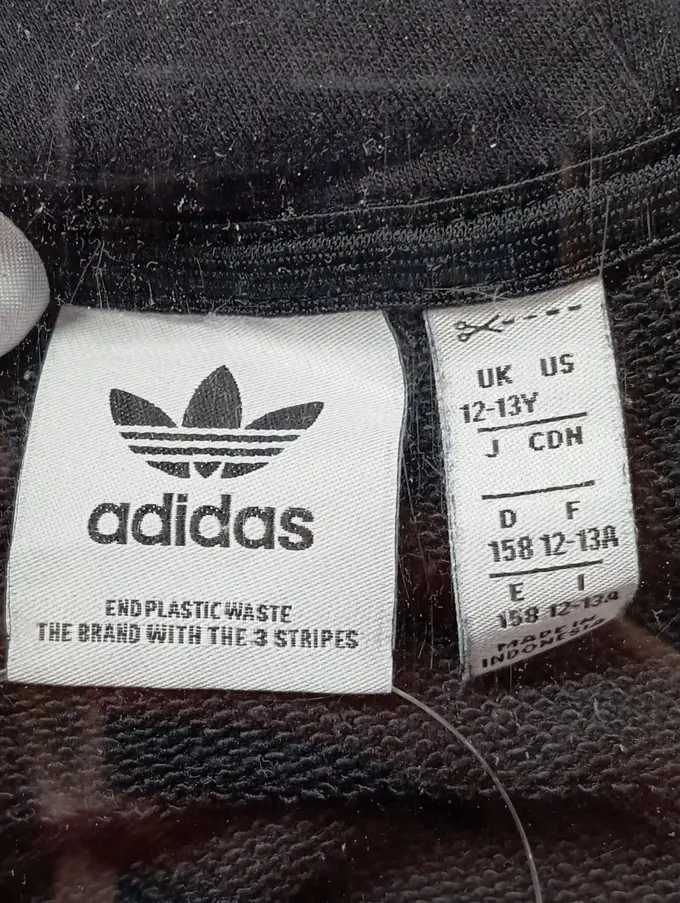 adidas
END PLASTIC WASTE
THE BRAND WITH THE 3 STRIPES
UK US
12-13Y
J CDN
D F
158 12-13A
E I
158 12-13a
MADE IN
INDONESIA